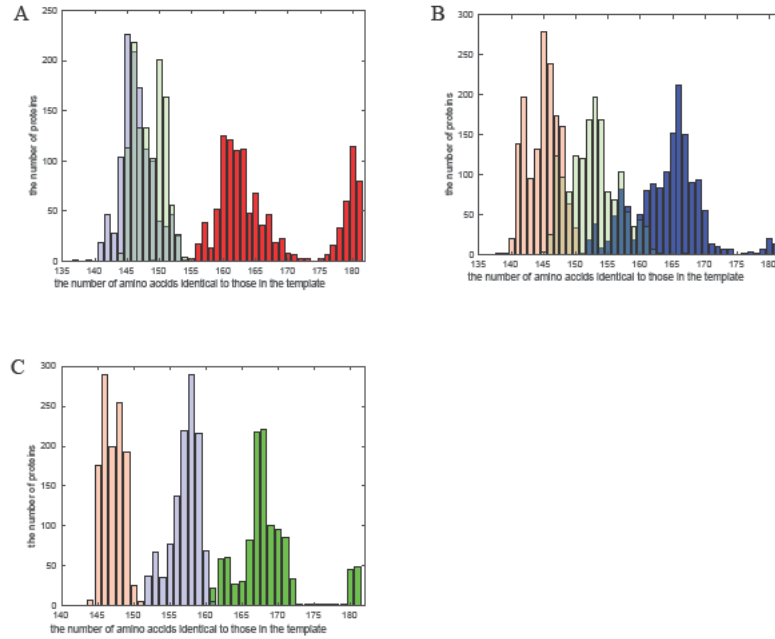 A
250
200
150
100
50
0
the number of proteins
135 140 145 150 155 160 165 170 175 180
the number of amino accids identical to those in the template
B
300
250
200
150
100
50
0
the number of proteins
135 140 145 150 155 160 165 170 175 180
the number of amino accids identical to those in the template
C
300
250
200
150
100
50
0
the number of proteins
140 145 150 155 160 165 170 175 180
the number of amino accids identical to those in the template